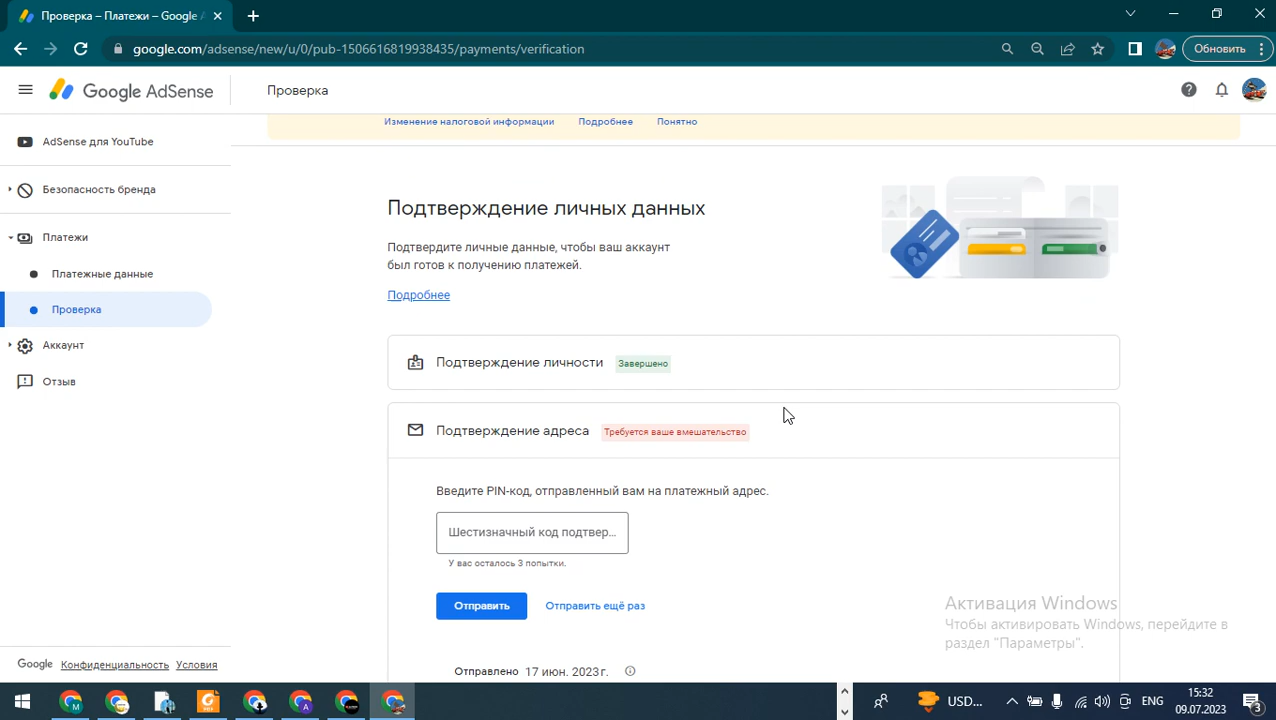 Проверка – Платежи – Google A
google.com/adsense/new/u/0/pub-1506616819938435/payments/verification
Обновить
Google AdSense
Проверка
Изменение налоговой информации Подробнее Понятно
AdSense для YouTube
Безопасность бренда
Платежи
Платежные данные
Проверка
Аккаунт
Отзыв
Подтверждение личных данных
Подтвердите личные данные, чтобы ваш аккаунт
был готов к получению платежей.
Подробнее
Подтверждение личности Завершено
Подтверждение адреса Требуется ваше вмешательство
Введите PIN-код, отправленный вам на платежный адрес.
Шестизначный код подтвер...
У вас осталось 3 попытки.
Отправить Отправить ещё раз
Отправлено 17 июн. 2023 г.
Активация Windows
Чтобы активировать Windows, перейдите в
раздел "Параметры".
Google Конфиденциальность Условия
USD...
ENG
15:32
09.07.2023
3